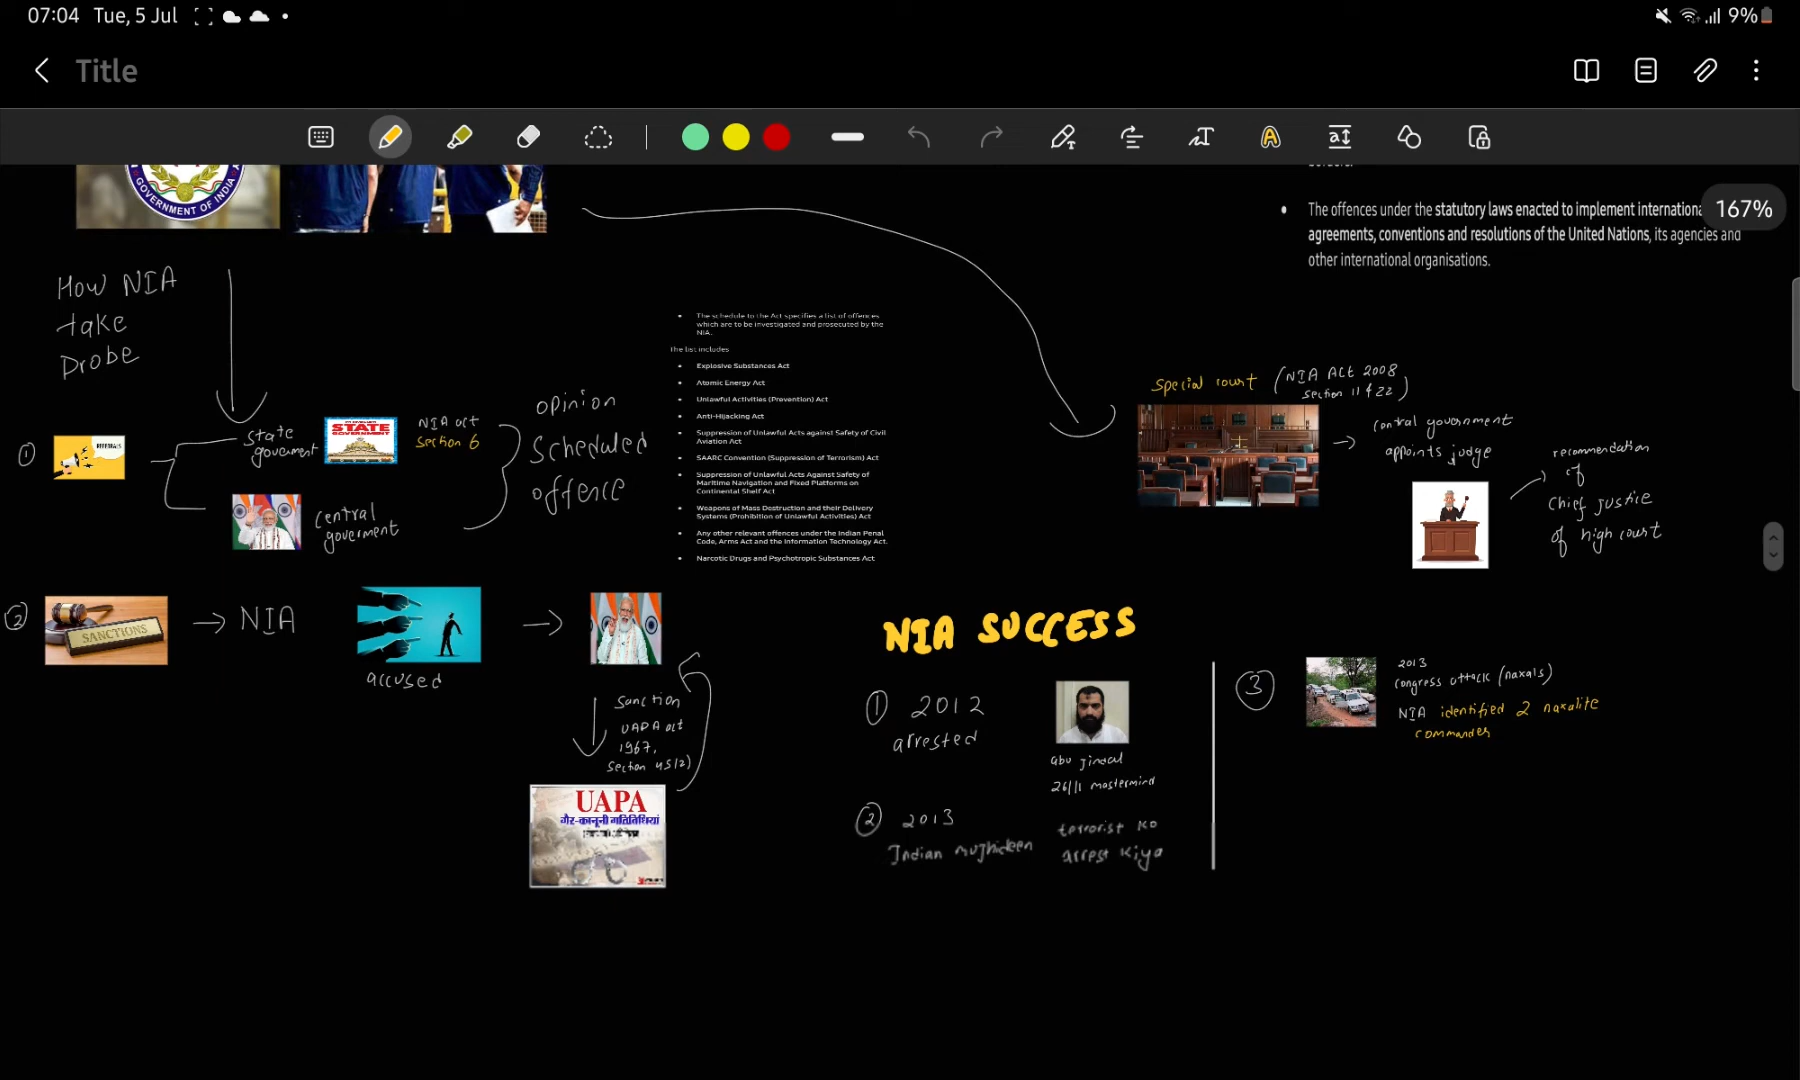 07:04 Tue, 5 Jul
9%
Title
167%
GOVERNMENT OF INDIA
The offences under the statutory laws enacted to implement internationa
agreements, conventions and resolutions of the United Nations, its agencies and
other international organisations.
How NIA
take
Probe
The schedule to the Act specifies a list of offences
which are to be investigated and prosecuted by the
NIA.
The list includes
Explosive Substances Act
Atomic Energy Act
Unlawful Activities (Prevention) Act
Anti-Hijacking Act
Suppression of Unlawful Acts against Safety of Civil
Aviation Act
SAARC Convention (Suppression of Terrorism) Act
Suppression of Unlawful Acts Against Safety of
Maritime Navigation and Fixed Platforms on
Continental Shelf Act
Weapons of Mass Destruction and their Delivery
Systems (Prohibition of Unlawful Activities) Act
Any other relevant offences under the Indian Penal
Code, Arms Act and the Information Technology Act.
Narcotic Drugs and Psychotropic Substances Act
1
REFERRALS
State
goverment
STATE
GOVERNMENT
NIA act
Section 6
Central
goverment
opinion
Scheduled
offence
Special court (NIA ACT 2008
Section 11 & 22)
Central government
appoints judge
recommendation
of
Chief justice
of high court
2
SANCTIONS
NIA
accused
Sanction
UAPA act
1967,
Section 45(2)
UAPA
गैर-कानूनी गतिविधियां
NIA SUCCESS
1 2012
arrested
abu jindal
26/11 mastermind
2 2013
Indian mujhideen
terrorist ko
arrest kiya
3
2013
Congress attack (naxals)
NIA identified 2 naxalite
commander